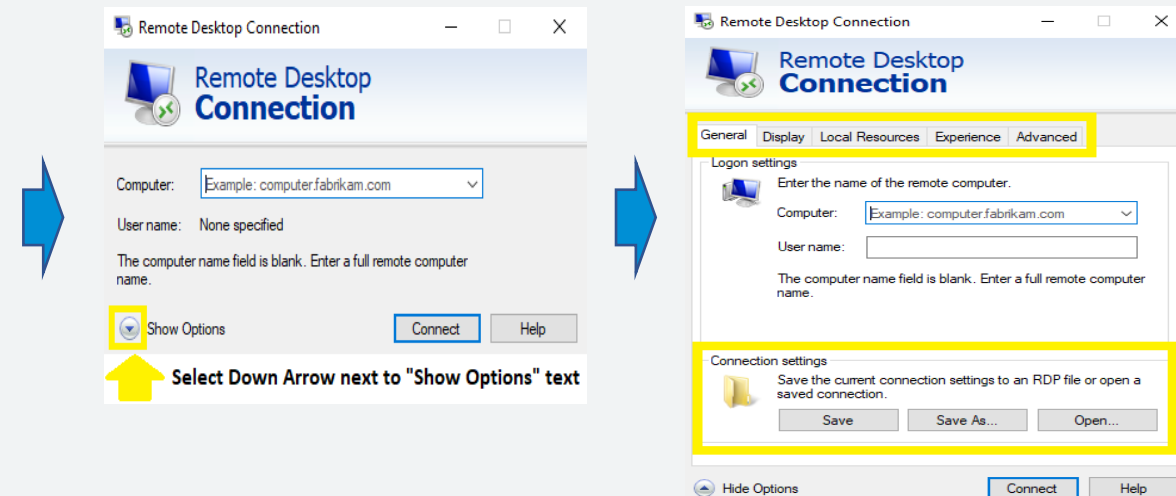 Remote Desktop Connection
Remote Desktop
Connection
Computer: Example: computer.fabrikam.com
User name: None specified
The computer name field is blank. Enter a full remote computer
name.
Show Options Connect Help
Select Down Arrow next to "Show Options" text
Remote Desktop Connection
Remote Desktop
Connection
General Display Local Resources Experience Advanced
Logon settings
Enter the name of the remote computer.
Computer: Example: computer.fabrikam.com
User name:
The computer name field is blank. Enter a full remote computer
name.
Connection settings
Save the current connection settings to an RDP file or open a
saved connection.
Save Save As... Open...
Hide Options Connect Help